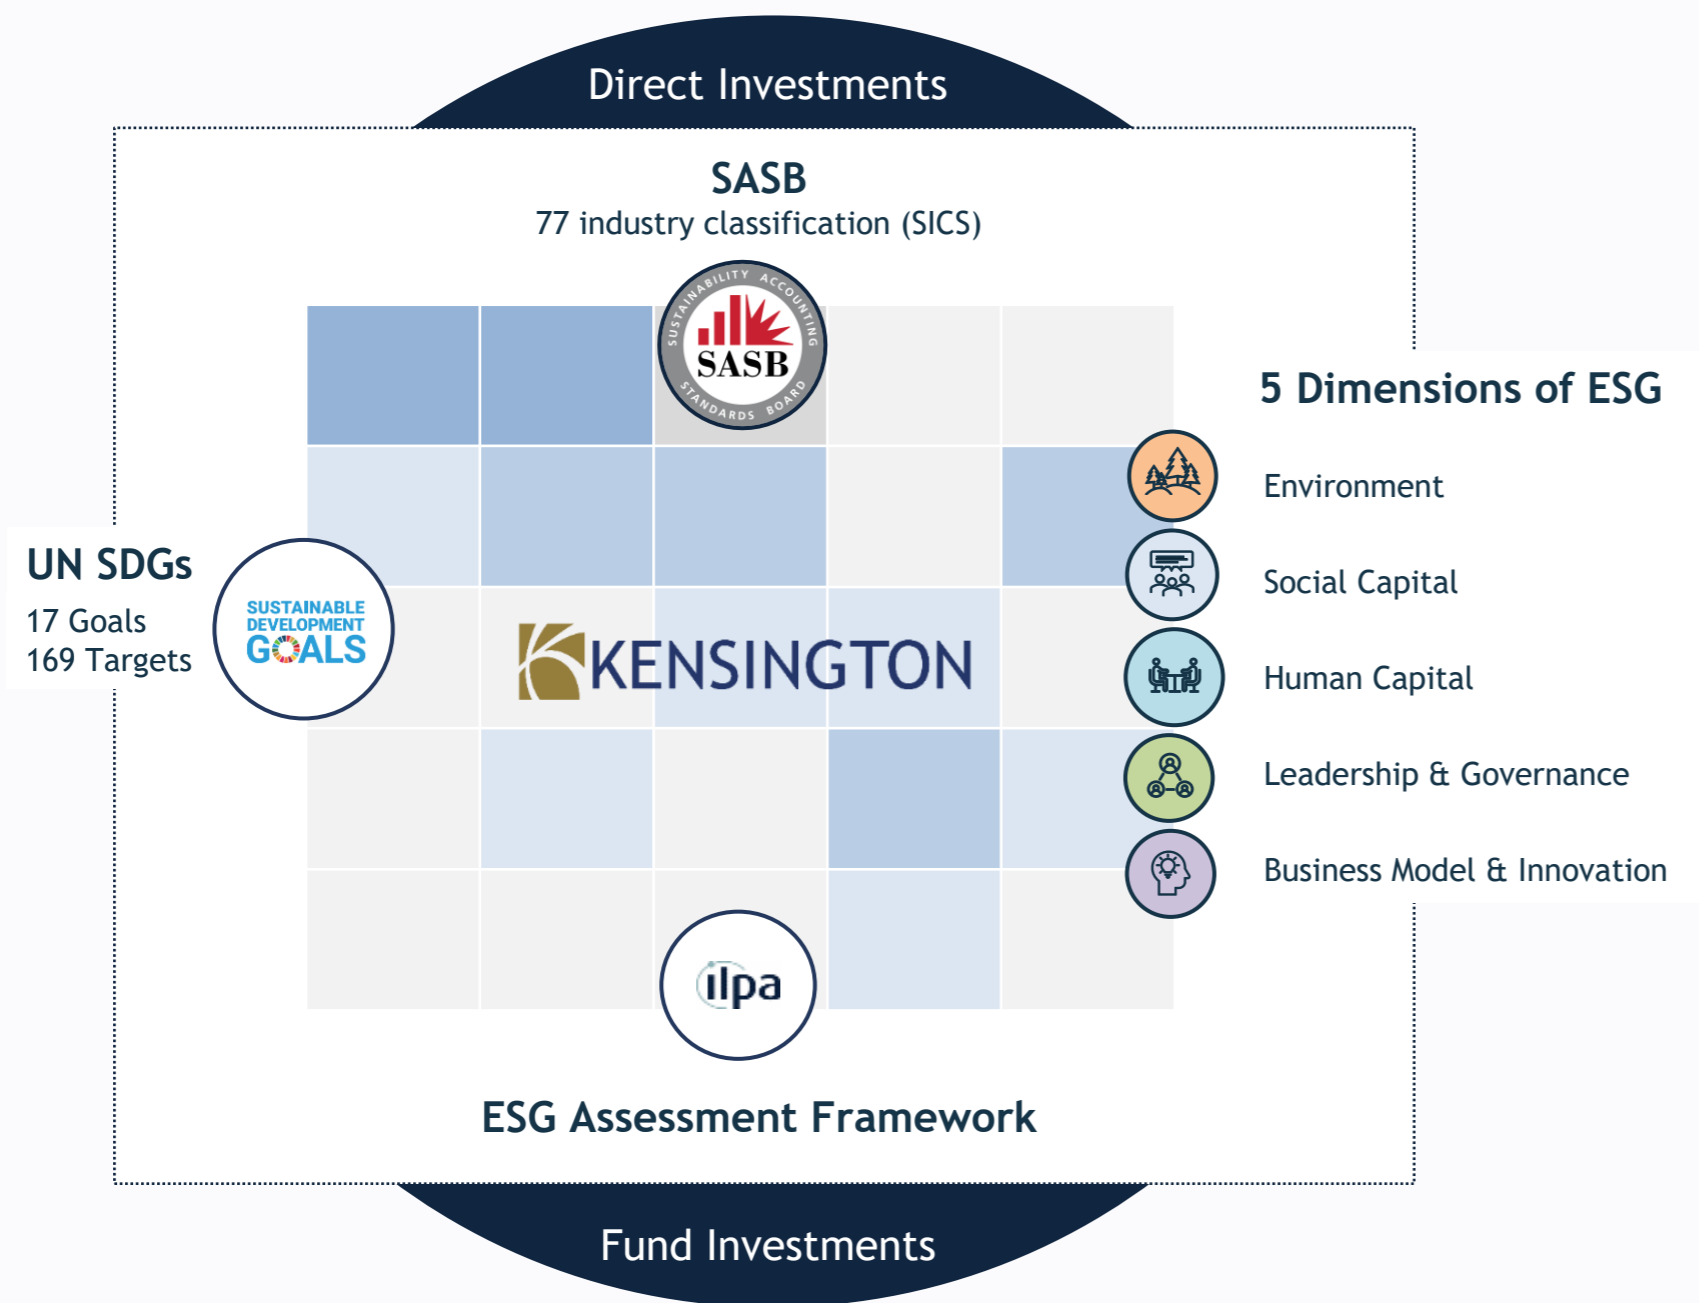 Direct Investments
SASB
77 industry classification (SICS)
SUSTAINABILITY ACCOUNTING
SASB
STANDARDS BOARD
5 Dimensions of ESG
Environment
Social Capital
Human Capital
Leadership & Governance
Business Model & Innovation
UN SDGs
17 Goals
169 Targets
SUSTAINABLE
DEVELOPMENT
GOALS
KENSINGTON
ilpa
ESG Assessment Framework
Fund Investments